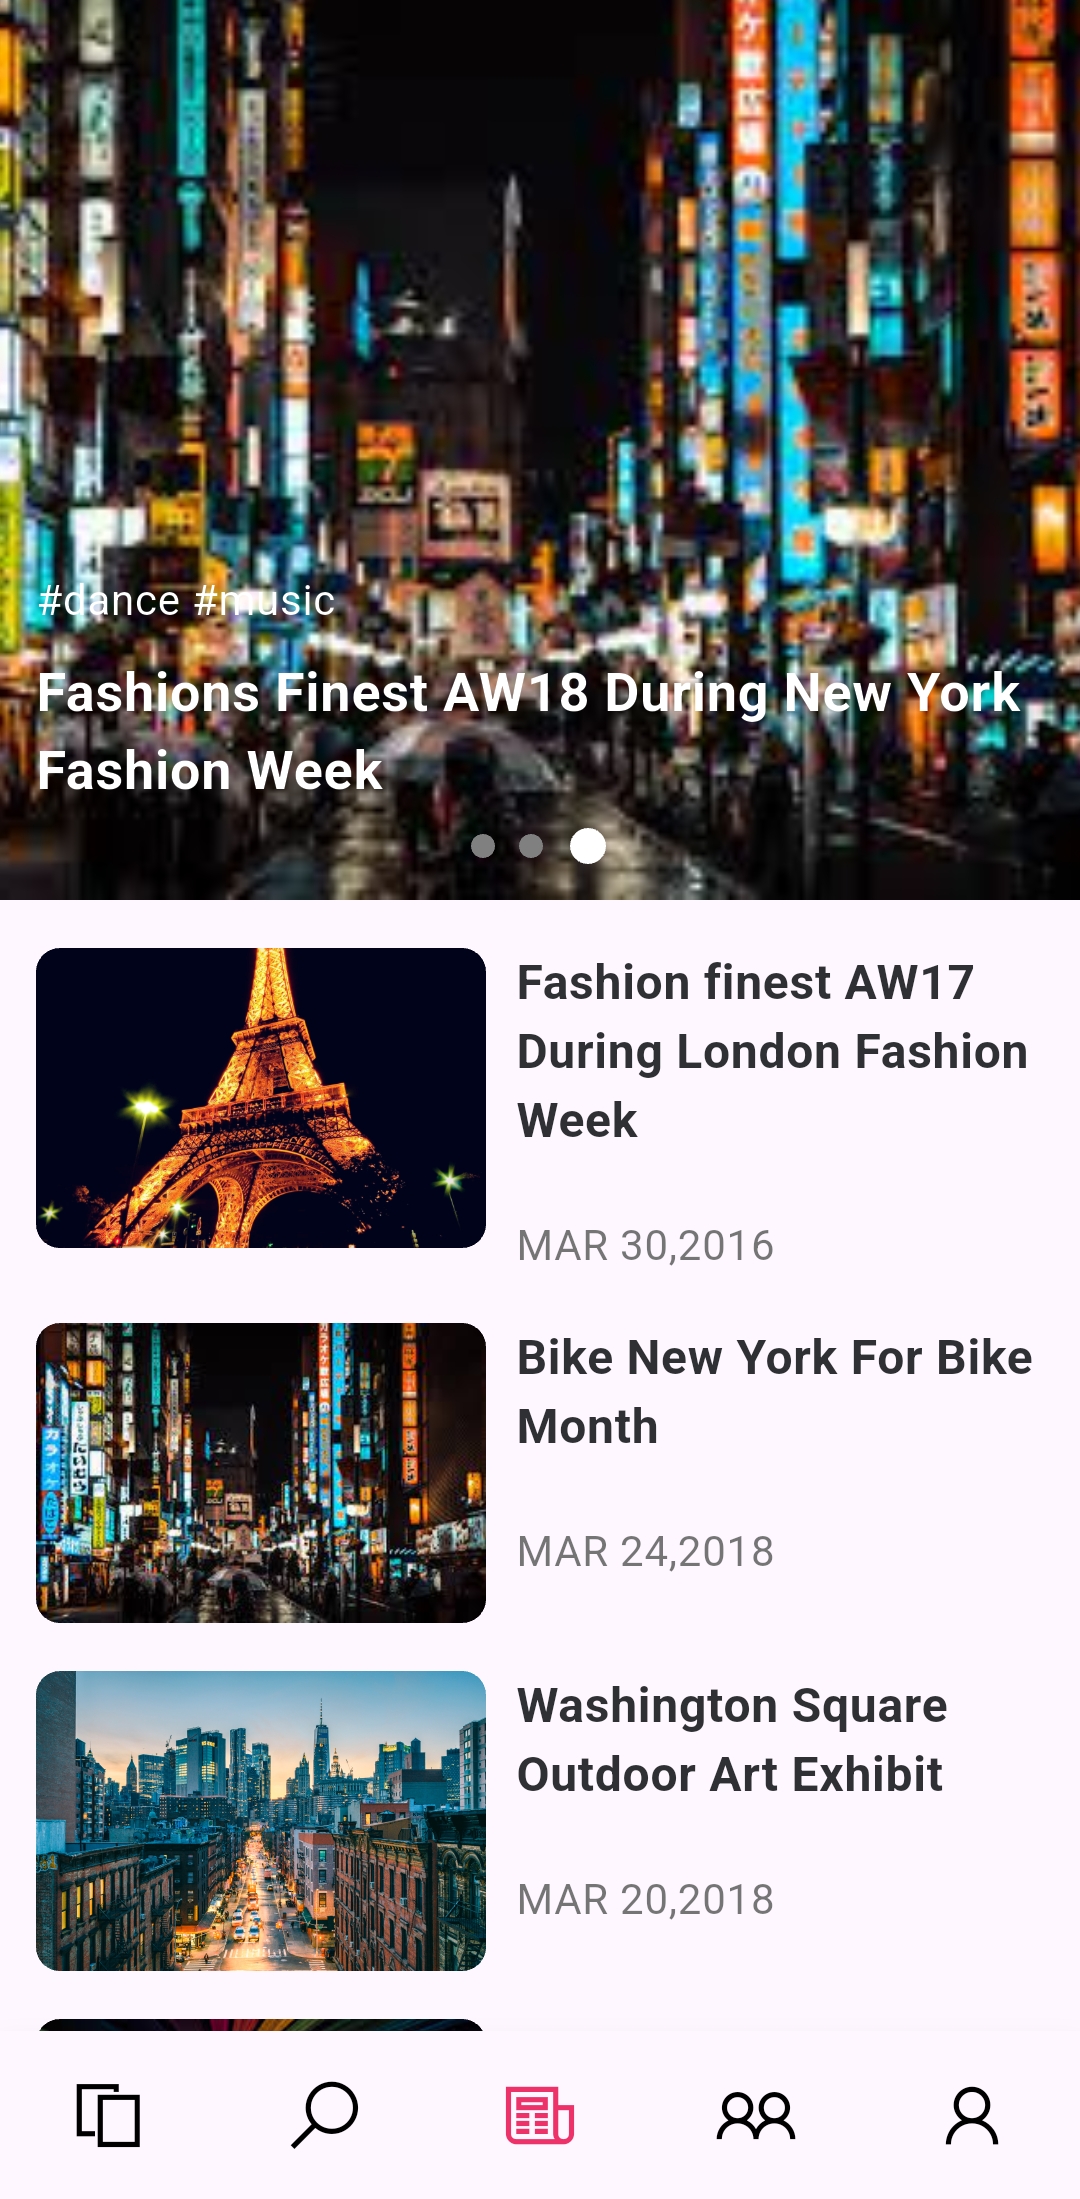 #dance #music
Fashions Finest AW18 During New York
Fashion Week
Fashion finest AW17
During London Fashion
Week
MAR 30,2016
Bike New York For Bike
Month
MAR 24,2018
Washington Square
Outdoor Art Exhibit
MAR 20,2018